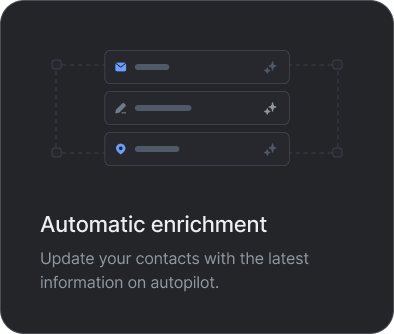 Automatic enrichment
Update your contacts with the latest
information on autopilot.